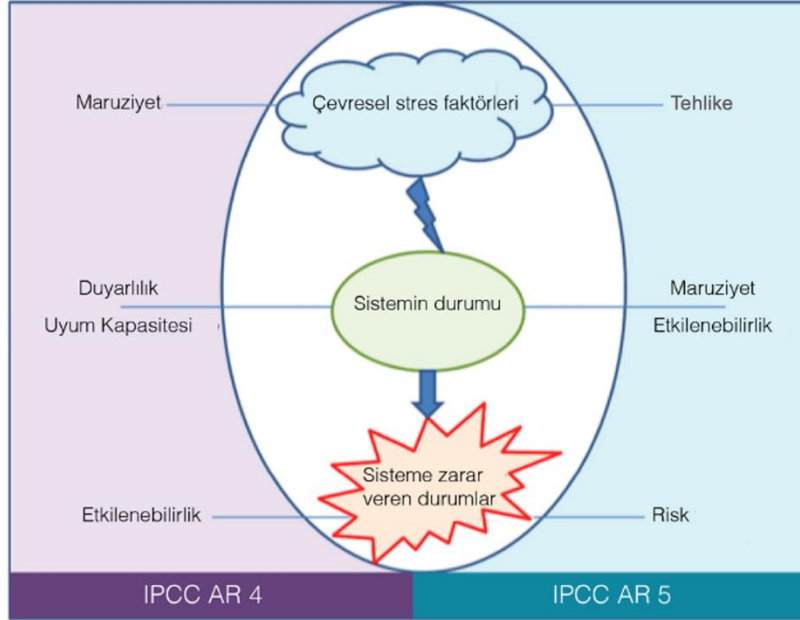 Maruziyet
Çevresel stres faktörleri
Tehlike
Duyarlılık
Uyum Kapasitesi
Sistemin durumu
Maruziyet
Etkilenebilirlik
Etkilenebilirlik
Sisteme zarar
veren durumlar
Risk
IPCC AR 4
IPCC AR 5